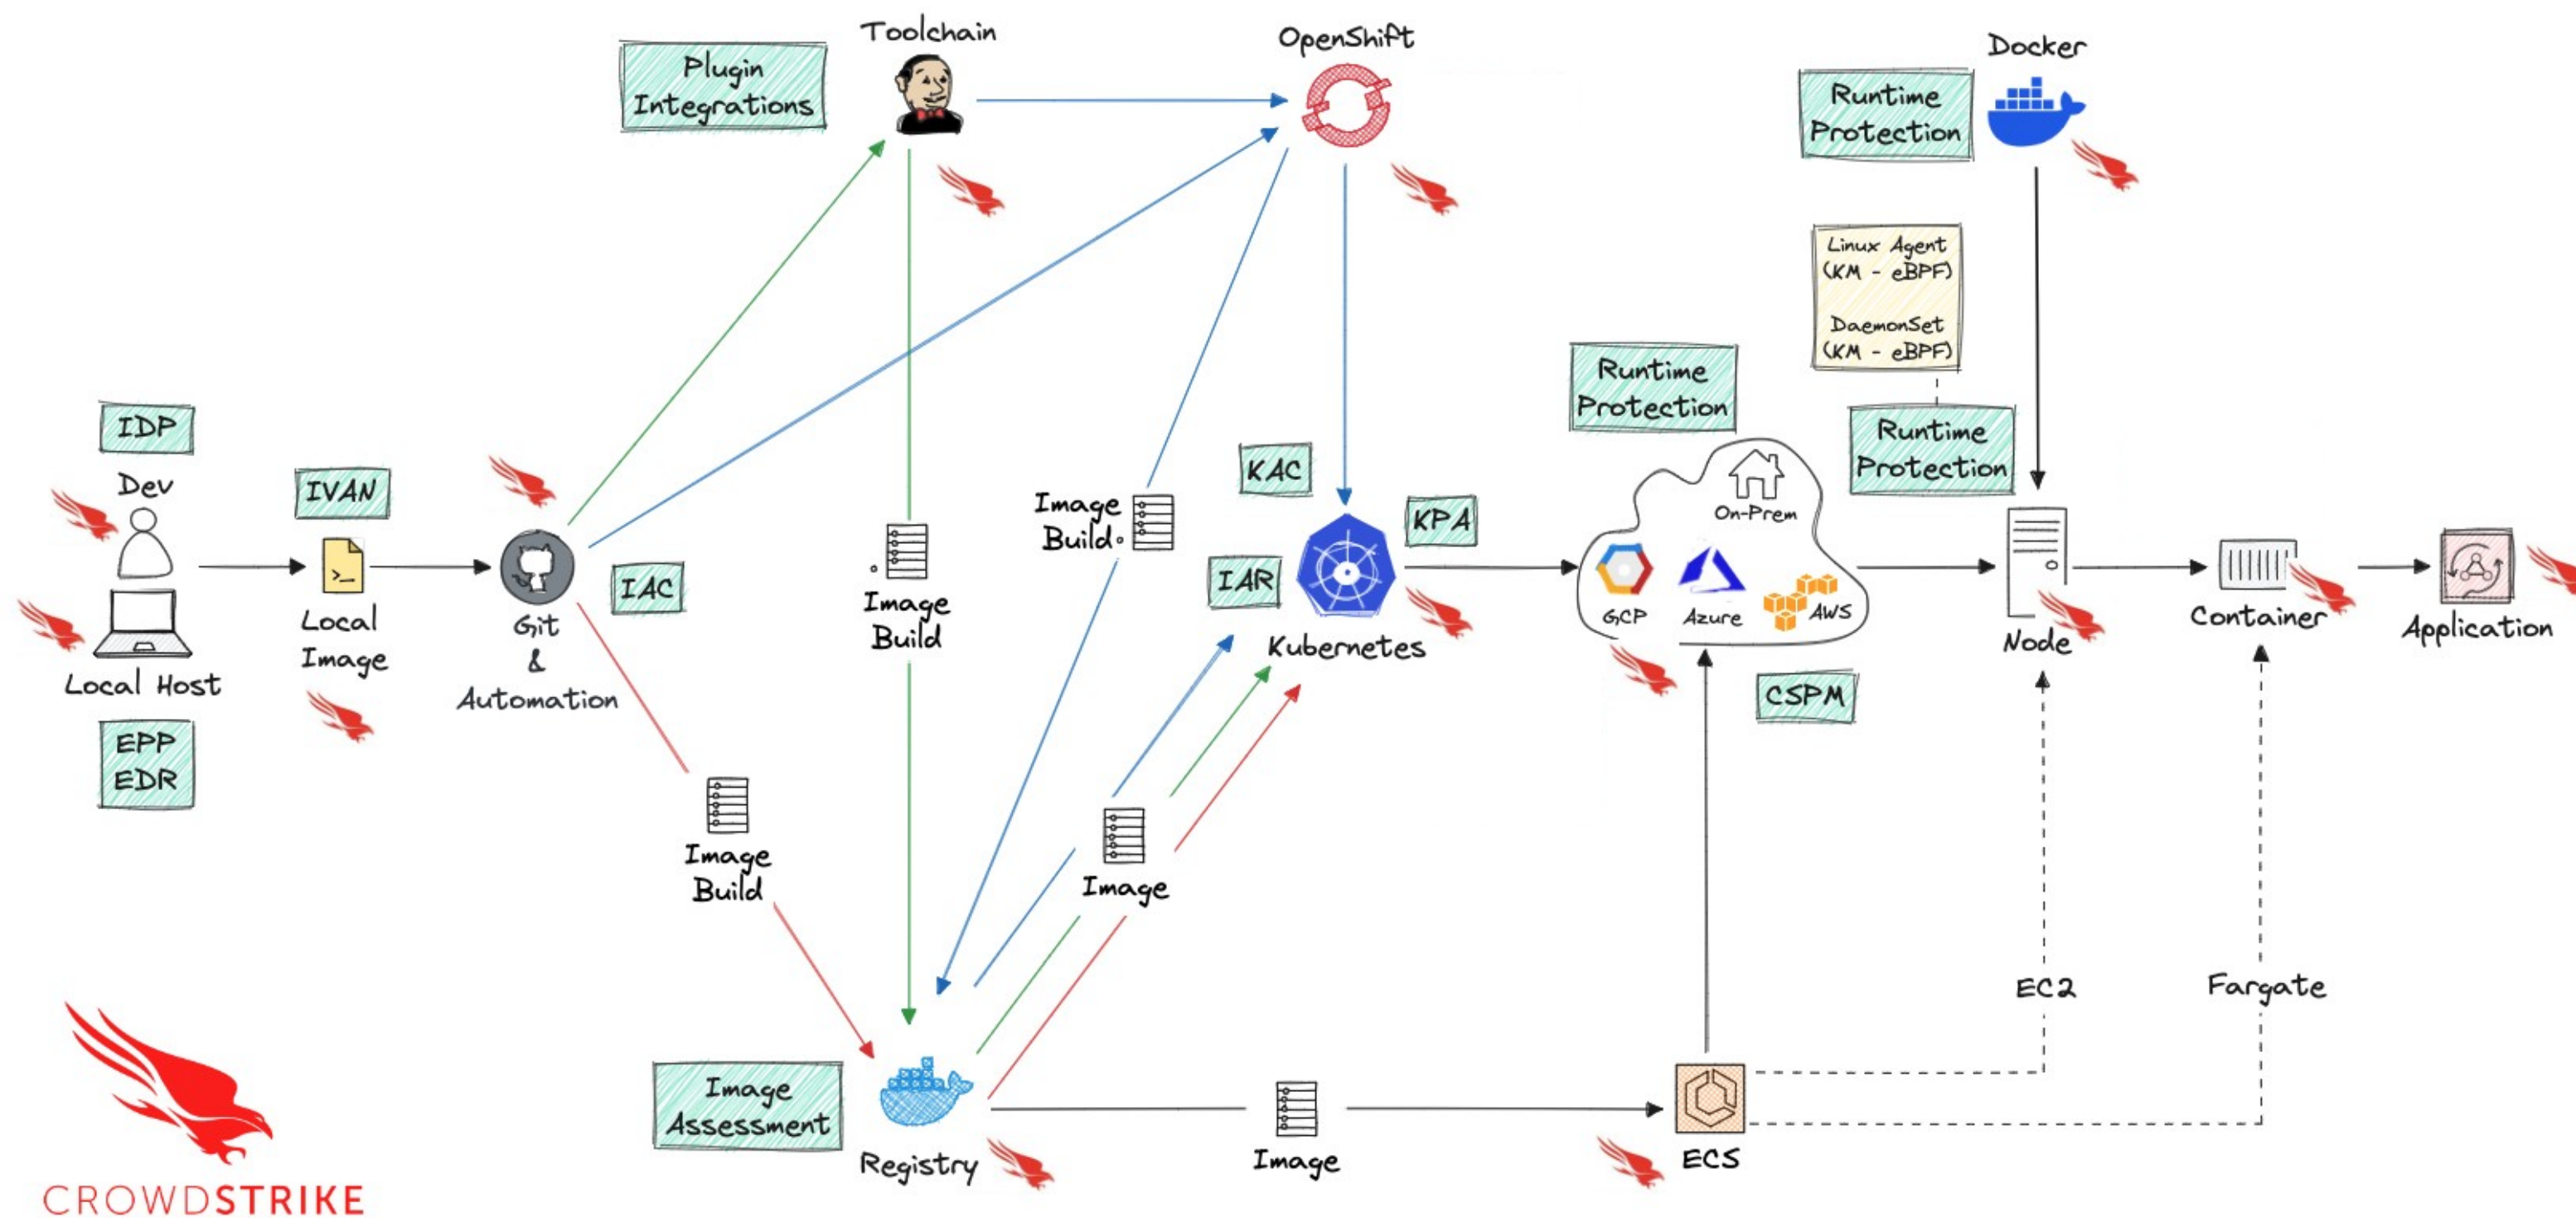 Toolchain
Plugin
Integrations
OpenShift
Docker
Runtime
Protection
Linux Agent
(KM - eBPF)
DaemonSet
(KM - eBPF)
Runtime
Protection
Runtime
Protection
IDP
Dev
Local Host
EPP
EDR
IVAN
Local
Image
Git
&
Automation
IAC
Image
Build
Image
Build
Image
Build
KAC
IAR
KPA
Kubernetes
On-Prem
GCP
Azure
AWS
CSPM
Node
Container
Application
Image
EC2
Fargate
Image
Assessment
Registry
Image
ECS
CROWDSTRIKE